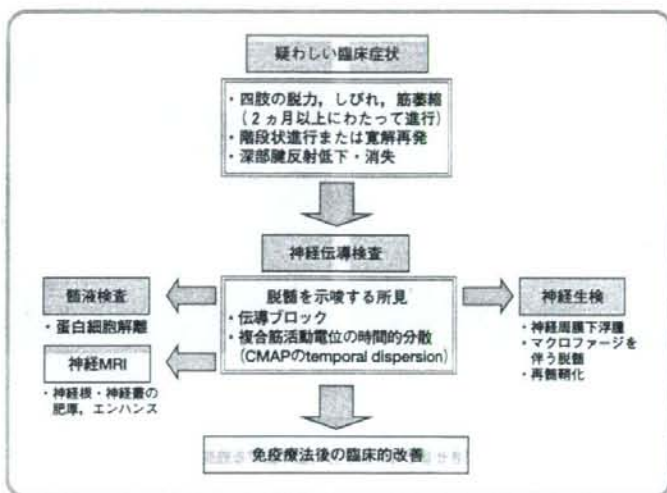 疑わしい臨床症状
・四肢の脱力，しびれ，筋萎縮
(2ヵ月以上にわたって進行)
・階段状進行または寛解再発
・深部腱反射低下・消失
神経伝導検査
脱髄を示唆する所見
・伝導ブロック
・複合筋活動電位の時間的分散
(CMAPのtemporal dispersion)
髄液検査
・蛋白細胞解離
神経MRI
・神経根・神経叢の
肥厚，エンハンス
神経生検
・神経周膜下浮腫
・マクロファージを
伴う脱髄
・再髄鞘化
免疫療法後の臨床的改善